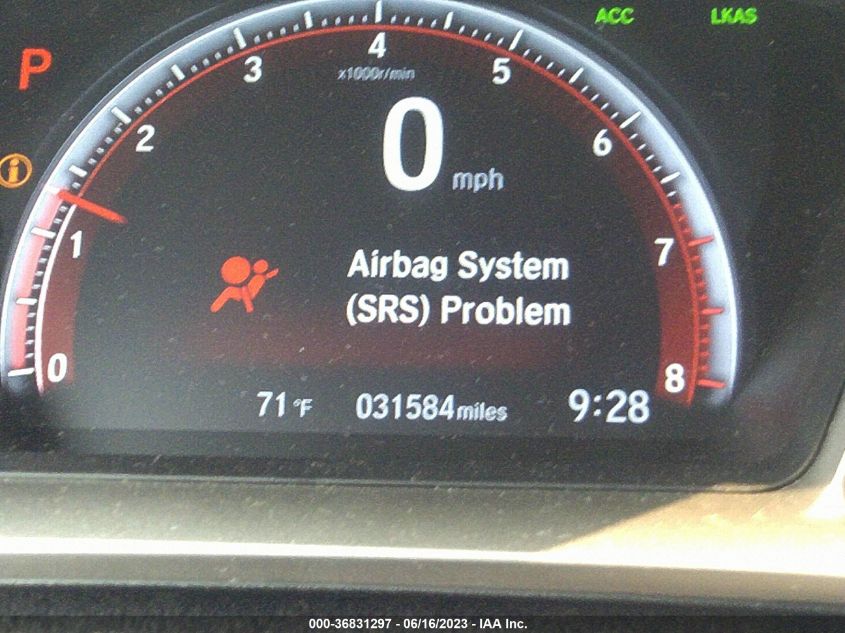 ACC LKAS
P
4
x1000r/min
3 5
2 6
0 mph
i
1 7
Airbag System
(SRS) Problem
0 8
71 °F 031584 miles 9:28
000-36831297 - 06/16/2023 - IAA Inc.